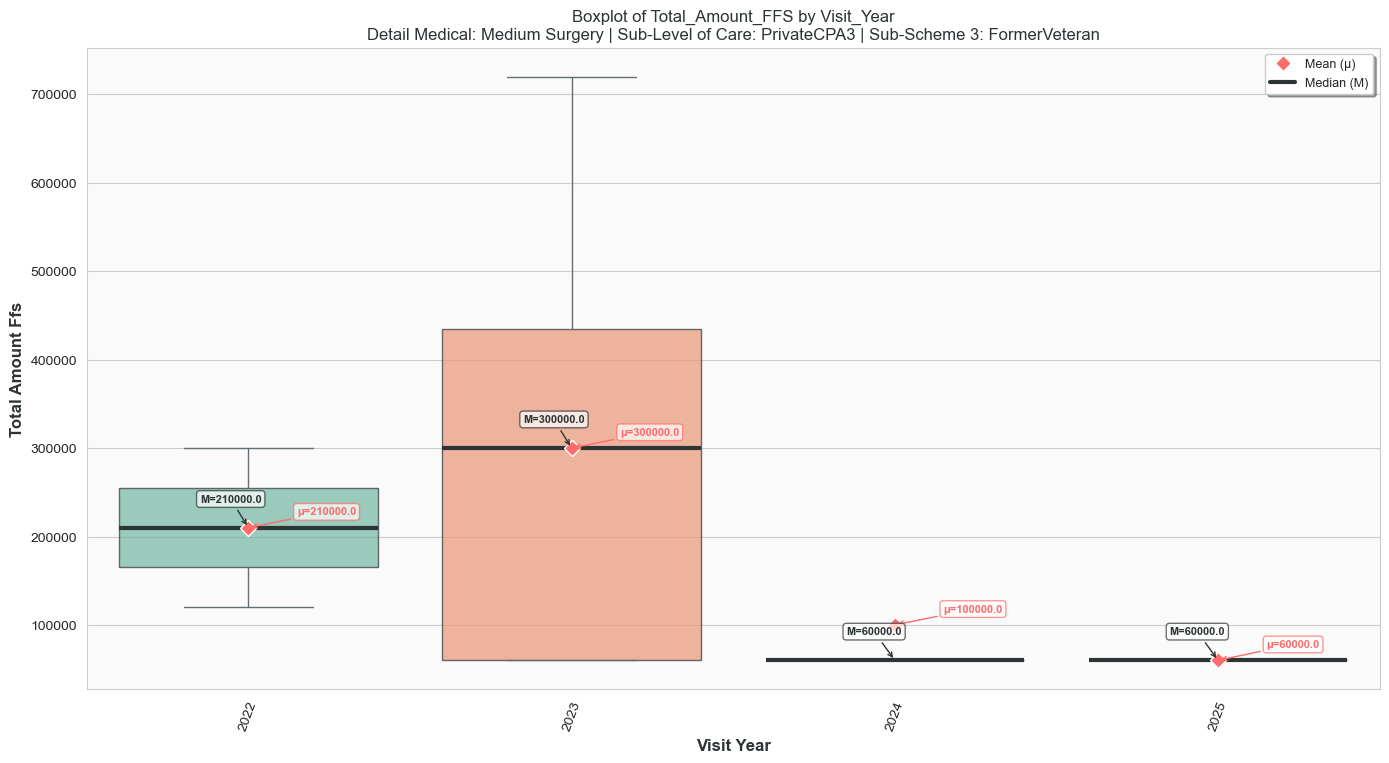 Boxplot of Total_Amount_FFS by Visit_Year
Detail Medical: Medium Surgery | Sub-Level of Care: PrivateCPA3 | Sub-Scheme 3: FormerVeteran
Mean (μ)
Median (M)
Total Amount Ffs
700000
600000
500000
400000
300000
200000
100000
M=210000.0
μ=210000.0
M=300000.0
μ=300000.0
M=60000.0
μ=100000.0
M=60000.0
μ=60000.0
2022
2023
2024
2025
Visit Year